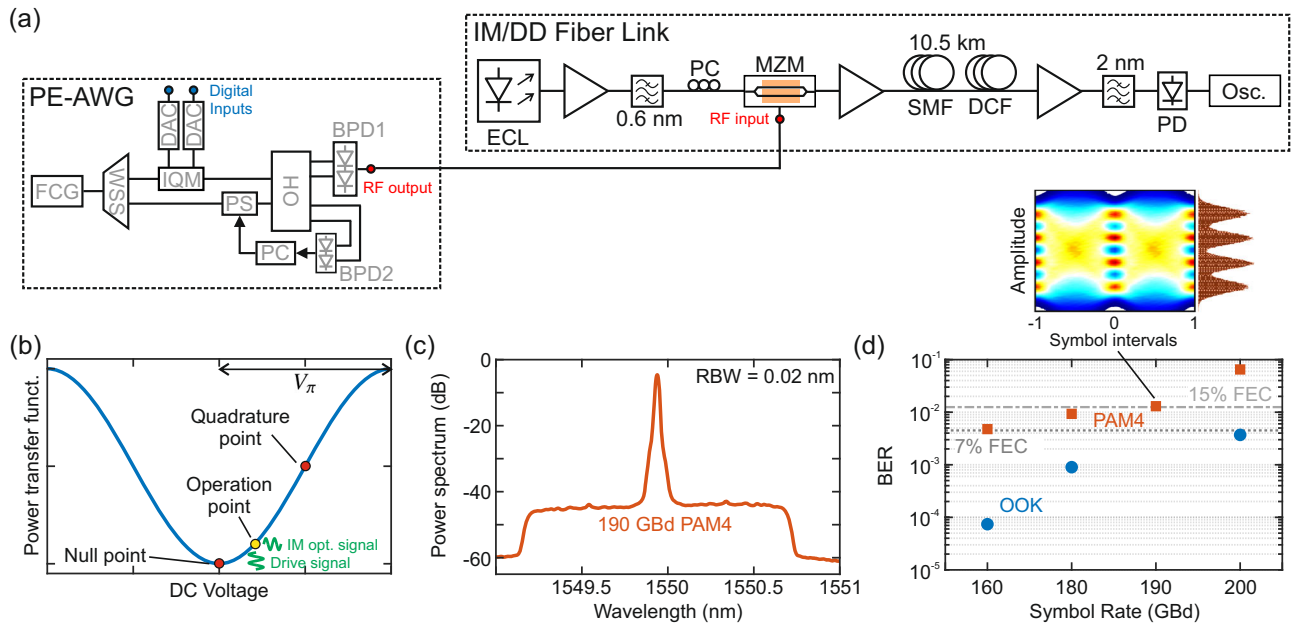 (a)
IM/DD Fiber Link
PE-AWG
Digital
Inputs
DAC
DAC
FCG
WSS
IQM
PS
PC
OH
BPD1
BPD2
RF output
ECL
0.6 nm
PC
MZM
RF input
10.5 km
SMF
DCF
2 nm
PD
Osc.
Amplitude
-1
0
1
Symbol intervals
(b)
Power transfer funct.
Vπ
Quadrature
point
Operation
point
Null point
IM opt. signal
Drive signal
DC Voltage
(c)
Power spectrum (dB)
0
-20
-40
-60
RBW = 0.02 nm
190 GBd PAM4
1549.5
1550
1550.5
1551
Wavelength (nm)
(d)
BER
10⁻¹
10⁻²
10⁻³
10⁻⁴
10⁻⁵
15% FEC
PAM4
7% FEC
OOK
160
180
190
200
Symbol Rate (GBd)